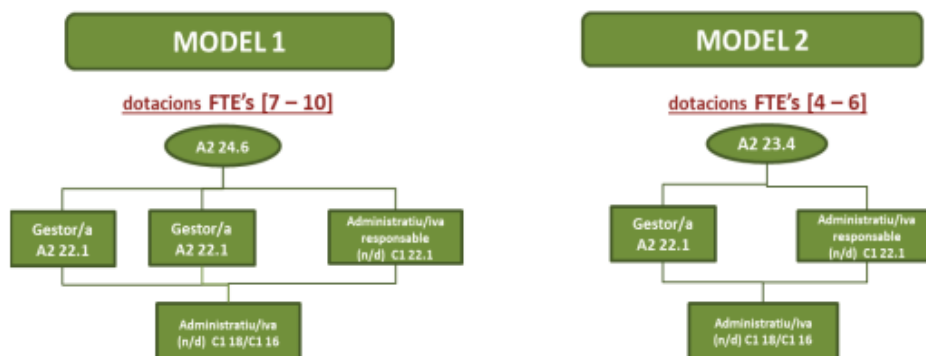 MODEL 1
dotacions FTE's [7 – 10]
A2 24.6
Gestor/a
A2 22.1
Gestor/a
A2 22.1
Administratiu/iva
responsable
(n/d) C1 22.1
Administratiu/iva
(n/d) C1 18/C1 16
MODEL 2
dotacions FTE's [4 – 6]
A2 23.4
Gestor/a
A2 22.1
Administratiu/iva
responsable
(n/d) C1 22.1
Administratiu/iva
(n/d) C1 18/C1 16